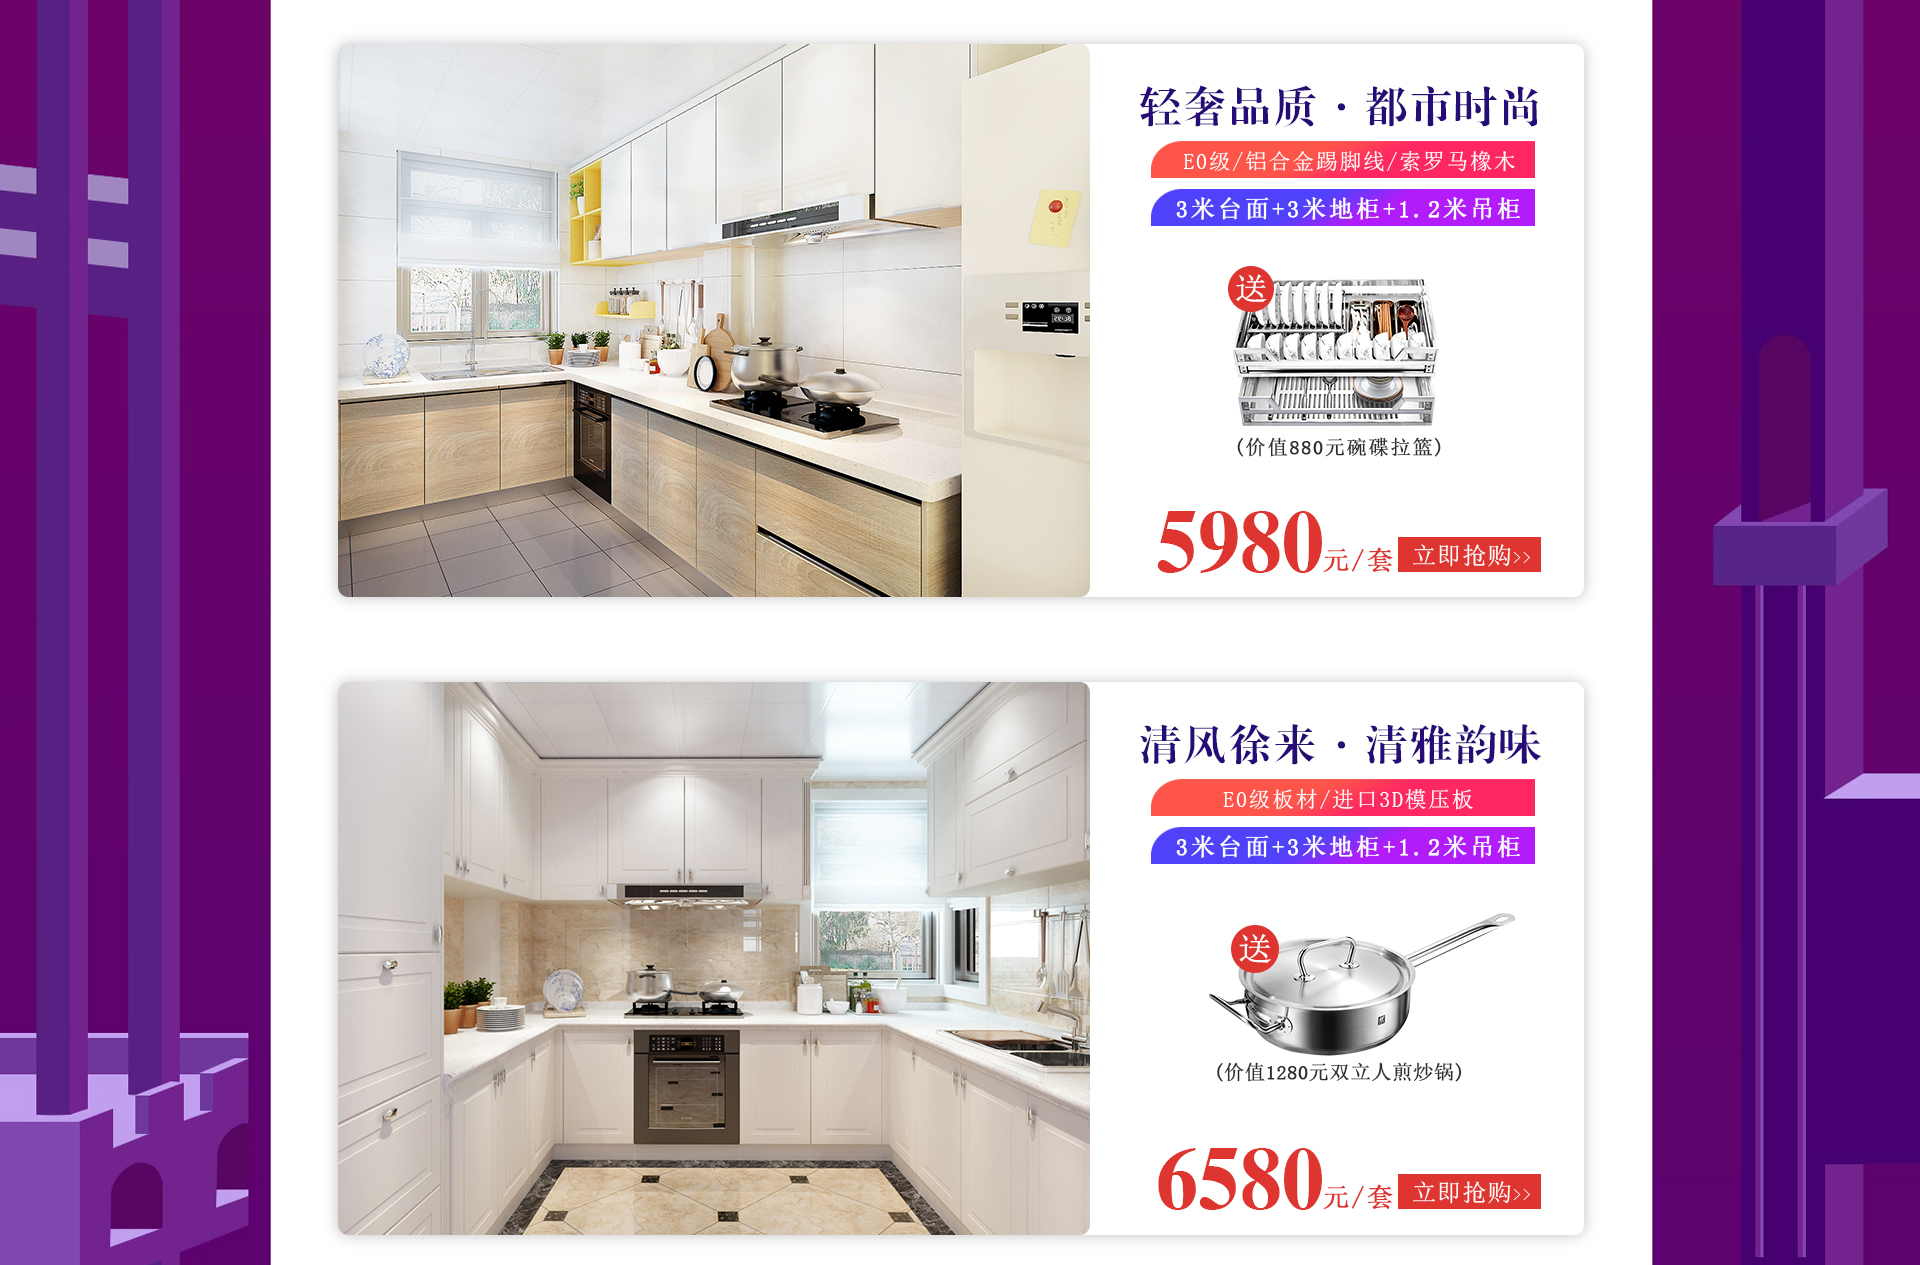 轻奢品质·都市时尚
E0级/铝合金踢脚线/索罗马橡木
3米台面+3米地柜+1.2米吊柜
送
(价值880元碗碟拉篮)
5980元/套 立即抢购>>
清风徐来·清雅韵味
E0级板材/进口3D模压板
3米台面+3米地柜+1.2米吊柜
送
(价值1280元双立人煎炒锅)
6580元/套 立即抢购>>